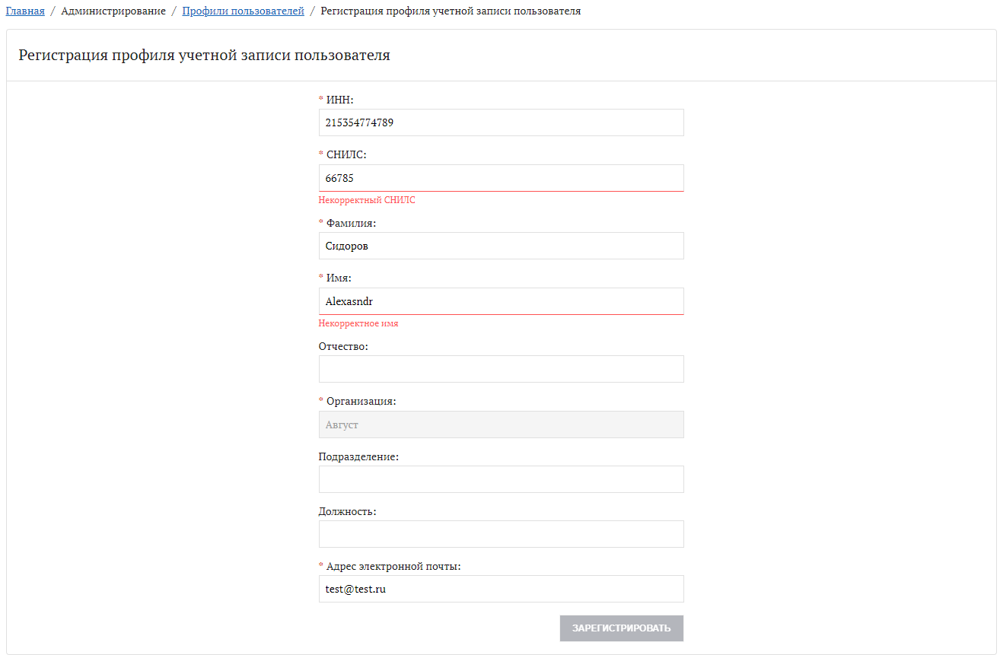 Главная / Администрирование / Профили пользователей / Регистрация профиля учетной записи пользователя
Регистрация профиля учетной записи пользователя
* ИНН:
215354774789
* СНИЛС:
66785
Некорректный СНИЛС
* Фамилия:
Сидоров
* Имя:
Alexasndr
Некорректное имя
Отчество:
* Организация:
Август
Подразделение:
Должность:
* Адрес электронной почты:
test@test.ru
ЗАРЕГИСТРИРОВАТЬ